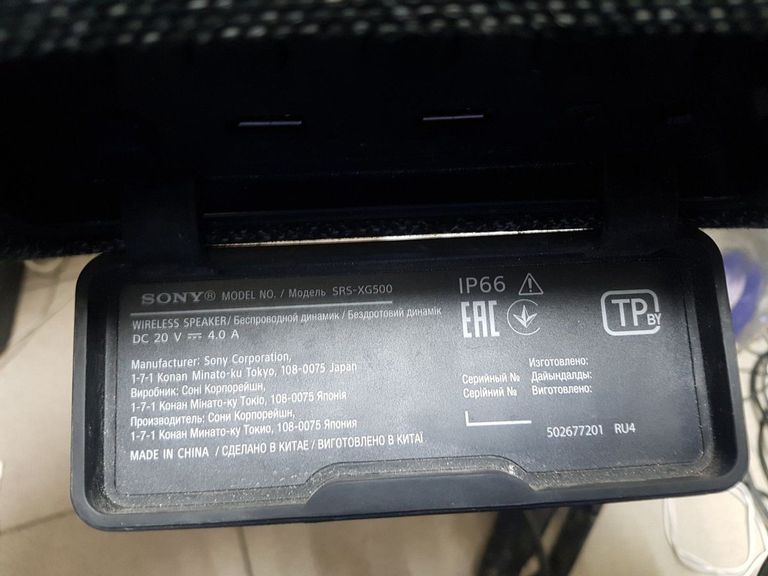 SONY® MODEL NO. / Модель SRS-XG500
WIRELESS SPEAKER/ Беспроводной динамик / Бездротовий динамік
DC 20 V ⎓ 4.0 A
Manufacturer: Sony Corporation,
1-7-1 Konan Minato-ku Tokyo, 108-0075 Japan
Виробник: Соні Корпорейшн,
1-7-1 Конан Мінато-ку Токіо, 108-0075 Японія
Производитель: Сони Корпорейшн,
1-7-1 Конан Минато-ку Токио, 108-0075 Япония
MADE IN CHINA / СДЕЛАНО В КИТАЕ / ВИГОТОВЛЕНО В КИТАЇ
IP66
EAC
TP BY
Изготовлено:
Серийный № Дайындалды:
Серійний № Виготовлено:
502677201 RU4